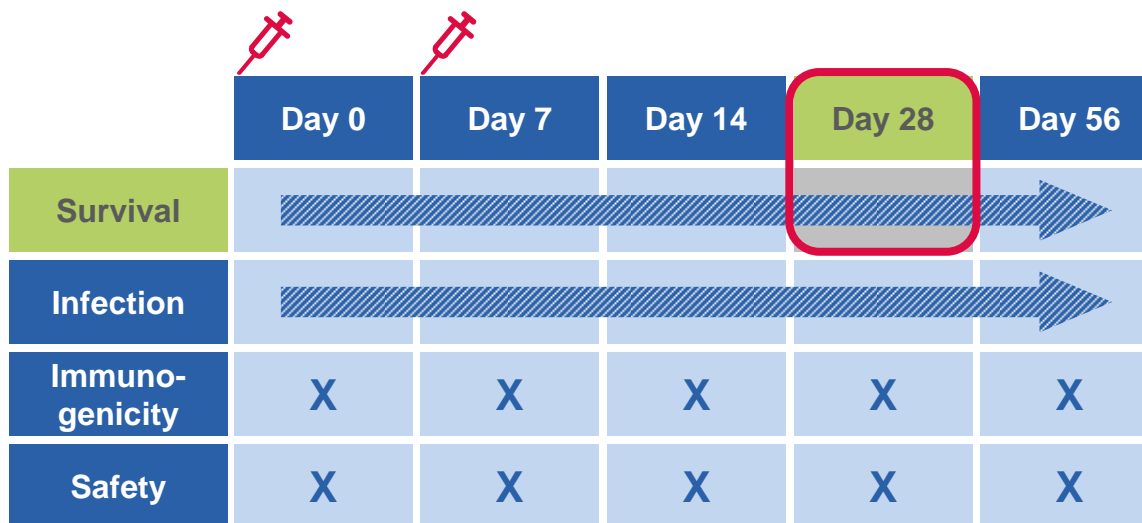 Day 0 Day 7 Day 14 Day 28 Day 56
Survival
Infection
Immuno-
genicity
X X X X X
Safety
X X X X X